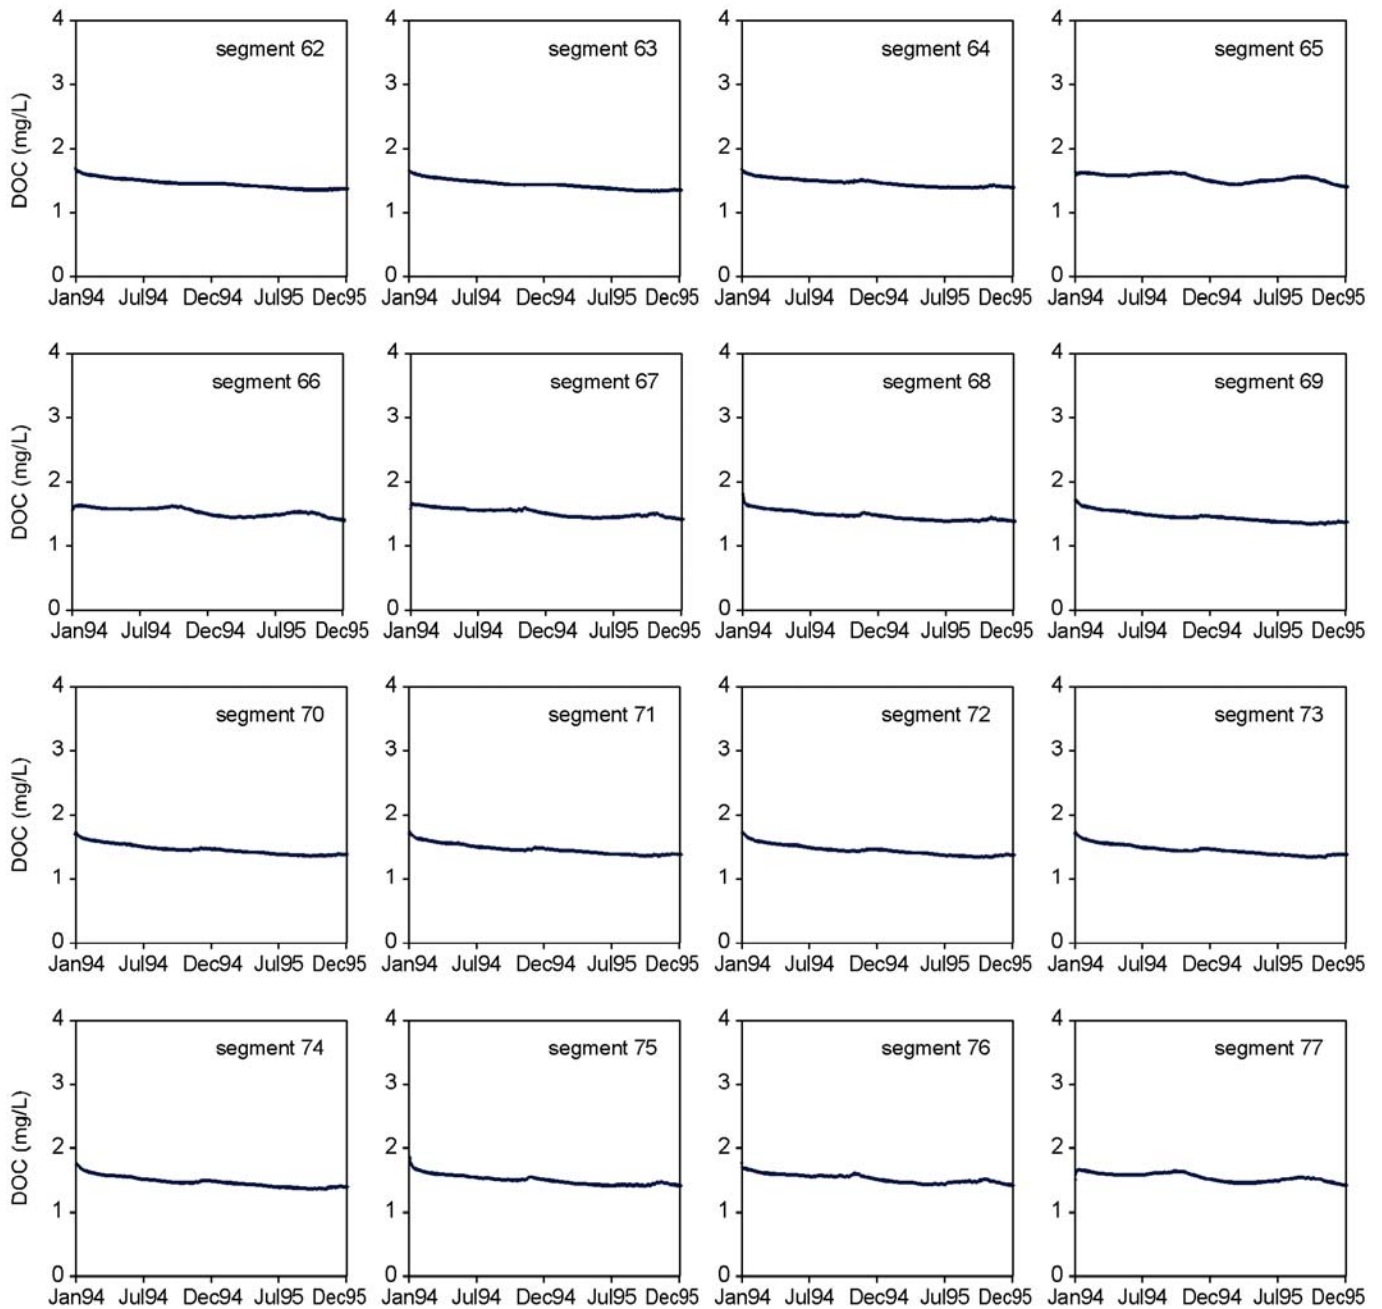 4 4 4 4
segment 62 segment 63 segment 64 segment 65
3 3 3 3
DOC (mg/L)
2 2 2 2
1 1 1 1
0 0 0 0
Jan94 Jul94 Dec94 Jul95 Dec95 Jan94 Jul94 Dec94 Jul95 Dec95 Jan94 Jul94 Dec94 Jul95 Dec95 Jan94 Jul94 Dec94 Jul95 Dec95
4 4 4 4
segment 66 segment 67 segment 68 segment 69
3 3 3 3
DOC (mg/L)
2 2 2 2
1 1 1 1
0 0 0 0
Jan94 Jul94 Dec94 Jul95 Dec95 Jan94 Jul94 Dec94 Jul95 Dec95 Jan94 Jul94 Dec94 Jul95 Dec95 Jan94 Jul94 Dec94 Jul95 Dec95
4 4 4 4
segment 70 segment 71 segment 72 segment 73
3 3 3 3
DOC (mg/L)
2 2 2 2
1 1 1 1
0 0 0 0
Jan94 Jul94 Dec94 Jul95 Dec95 Jan94 Jul94 Dec94 Jul95 Dec95 Jan94 Jul94 Dec94 Jul95 Dec95 Jan94 Jul94 Dec94 Jul95 Dec95
4 4 4 4
segment 74 segment 75 segment 76 segment 77
3 3 3 3
DOC (mg/L)
2 2 2 2
1 1 1 1
0 0 0 0
Jan94 Jul94 Dec94 Jul95 Dec95 Jan94 Jul94 Dec94 Jul95 Dec95 Jan94 Jul94 Dec94 Jul95 Dec95 Jan94 Jul94 Dec94 Jul95 Dec95